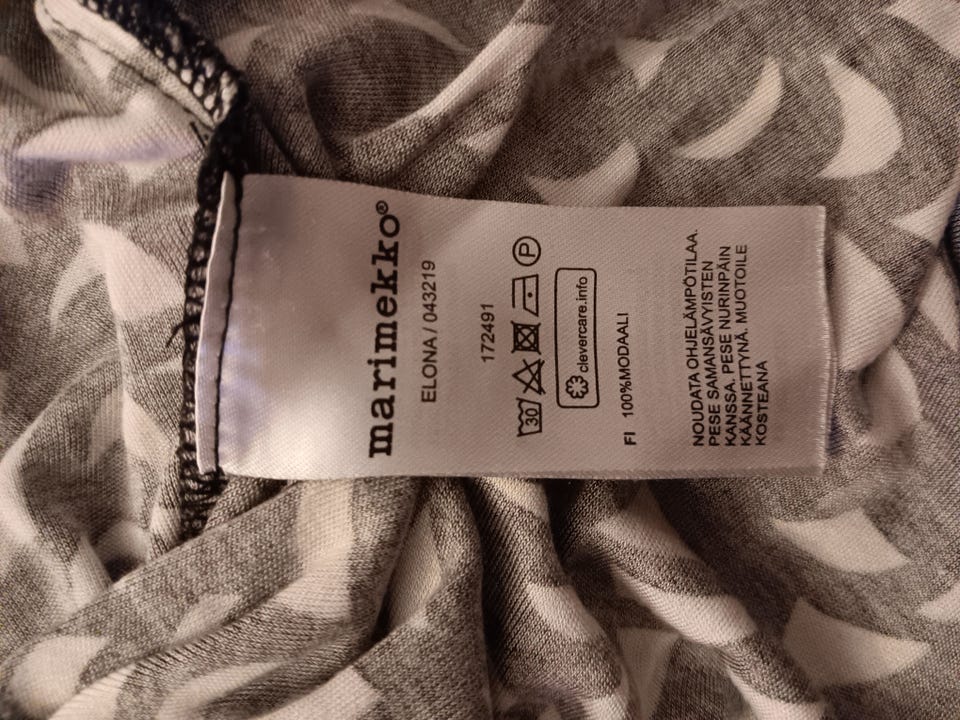 marimekko®
ELONA / 043219
172491
30 P
clevercare.info
FI 100%MODAALI
NOUDATA OHJELÄMPÖTILAA.
PESE SAMANSÄVYISTEN
KANSSA. PESE NURINPÄIN
KÄÄNNETTYNÄ. MUOTOILE
KOSTEANA